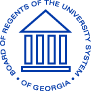 BOARD OF REGENTS OF THE UNIVERSITY SYSTEM
• OF GEORGIA •